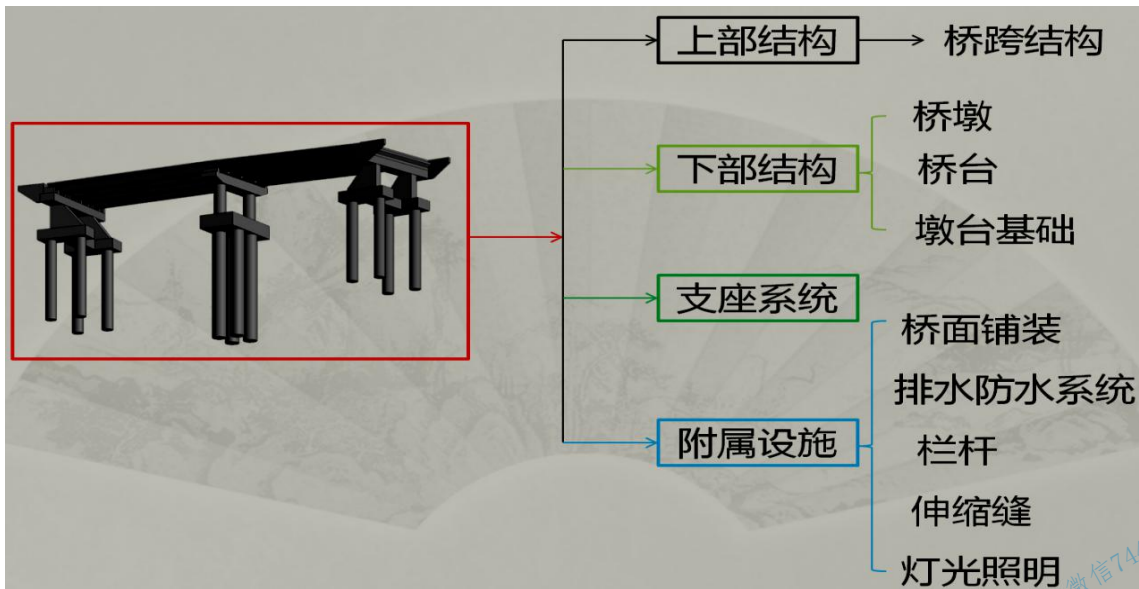 上部结构
桥跨结构
下部结构
桥墩
桥台
墩台基础
支座系统
附属设施
桥面铺装
排水防水系统
栏杆
伸缩缝
灯光照明